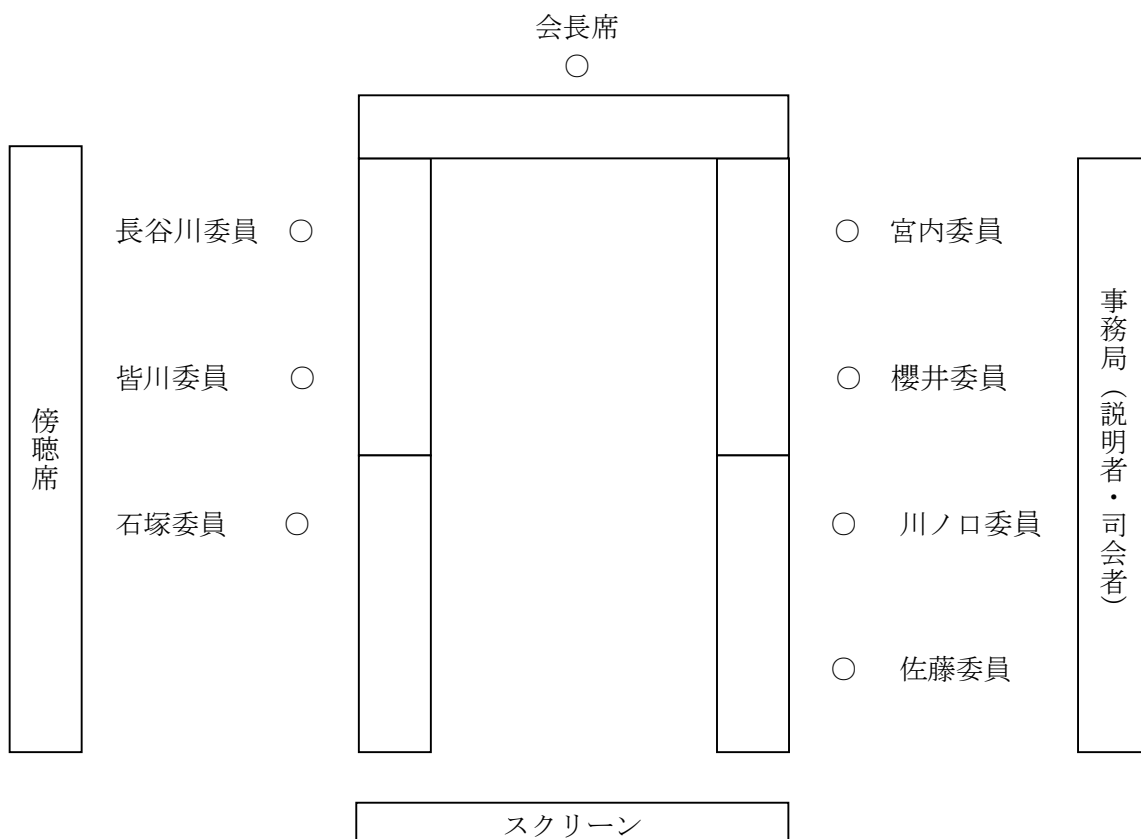 会長席
○
長谷川委員 ○
○ 宮内委員
皆川委員 ○
○ 櫻井委員
石塚委員 ○
○ 川ノ口委員
○ 佐藤委員
傍聴席
事務局（説明者・司会者）
スクリーン